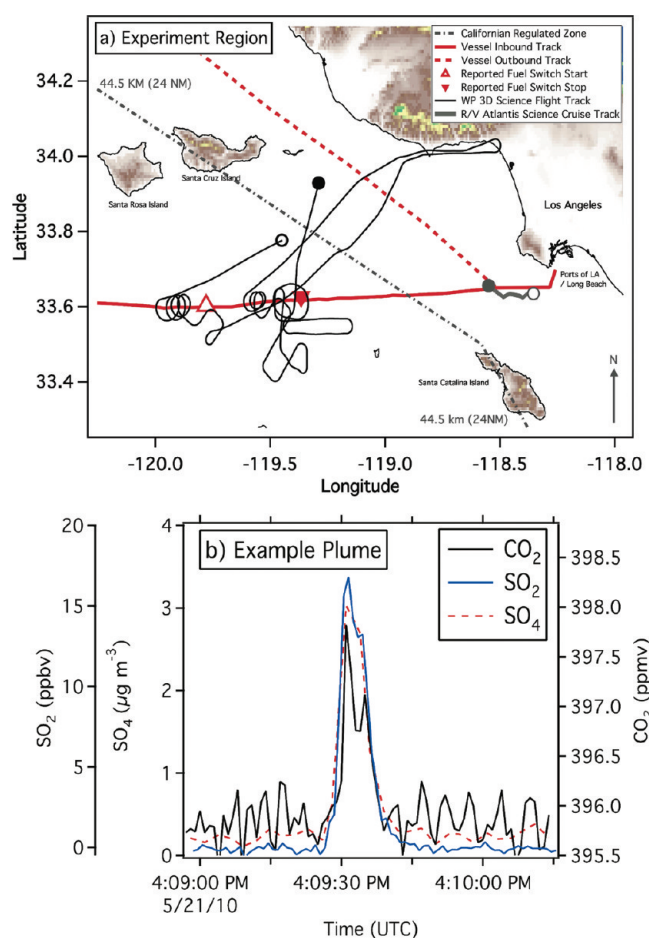 a) Experiment Region
Californian Regulated Zone
Vessel Inbound Track
Vessel Outbound Track
Reported Fuel Switch Start
Reported Fuel Switch Stop
WP 3D Science Flight Track
R/V Atlantis Science Cruise Track
44.5 KM (24 NM)
Santa Cruz Island
Santa Rosa Island
Los Angeles
Ports of LA
/ Long Beach
Santa Catalina Island
44.5 km (24NM)
N
Latitude
34.2
34.0
33.8
33.6
33.4
-120.0
-119.5
-119.0
-118.5
-118.0
Longitude
b) Example Plume
CO2
SO2
SO4
SO2 (ppbv)
20
15
10
5
0
SO4 (µg m-3)
4
3
2
1
0
CO2 (ppmv)
398.5
398.0
397.5
397.0
396.5
396.0
395.5
4:09:00 PM
5/21/10
4:09:30 PM
4:10:00 PM
Time (UTC)